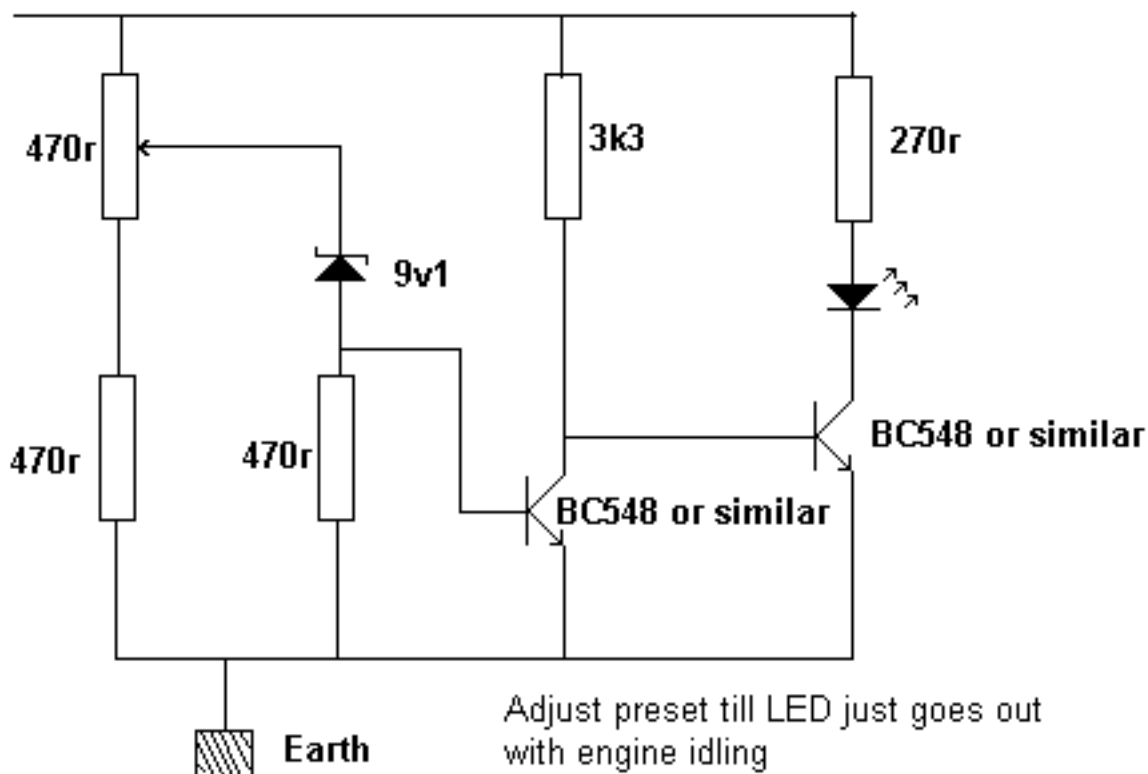 470r
3k3
270r
9v1
470r
470r
BC548 or similar
BC548 or similar
Adjust preset till LED just goes out
with engine idling
Earth